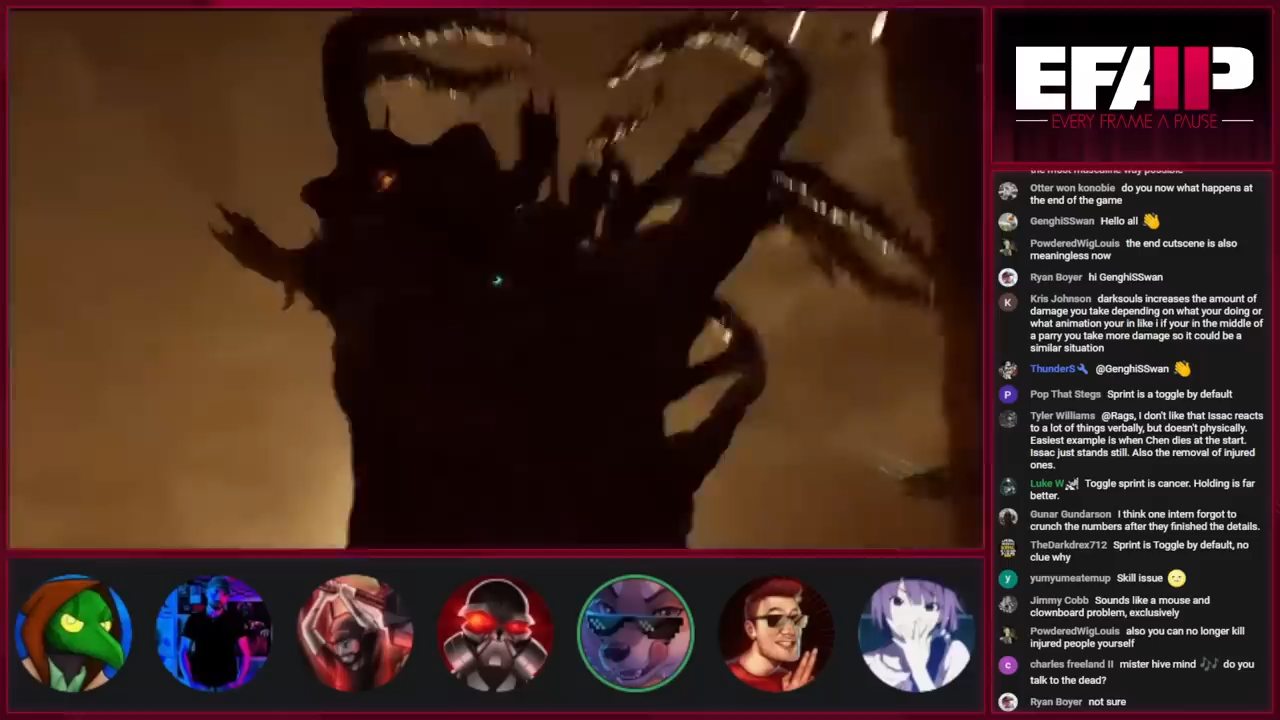 EFAP
EVERY FRAME A PAUSE
the most masculine way possible
Otter won konobie do you now what happens at
the end of the game
GenghiSSwan Hello all 👋
PowderedWigLouis the end cutscene is also
meaningless now
Ryan Boyer hi GenghiSSwan
K Kris Johnson darksouls increases the amount of
damage you take depending on what your doing or
what animation your in like i if your in the middle of
a parry you take more damage so it could be a
similar situation
ThunderS @GenghiSSwan 👋
P Pop That Stegs Sprint is a toggle by default
Tyler Williams @Rags, I don't like that Issac reacts
to a lot of things verbally, but doesn't physically.
Easiest example is when Chen dies at the start.
Issac just stands still. Also the removal of injured
ones.
Luke W Toggle sprint is cancer. Holding is far
better.
Gunar Gundarson I think one intern forgot to
crunch the numbers after they finished the details.
TheDarkdrex712 Sprint is Toggle by default, no
clue why
y yumyumeatemup Skill issue 🌝
Jimmy Cobb Sounds like a mouse and
clownboard problem, exclusively
PowderedWigLouis also you can no longer kill
injured people yourself
c charles freeland II mister hive mind 🎶 do you
talk to the dead?
Ryan Boyer not sure